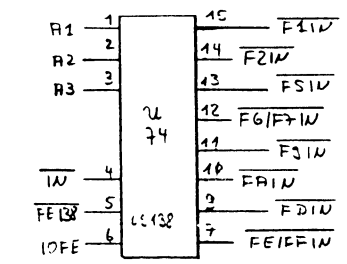 A1 1 15 F1IN
A2 2 14 F2IN
A3 3 13 F5IN
12 F6/F7IN
U
74
11 F9IN
IN 4 10 FAIN
FE138 5 LS138 9 FDIN
IOFE 6 7 FE/FFIN